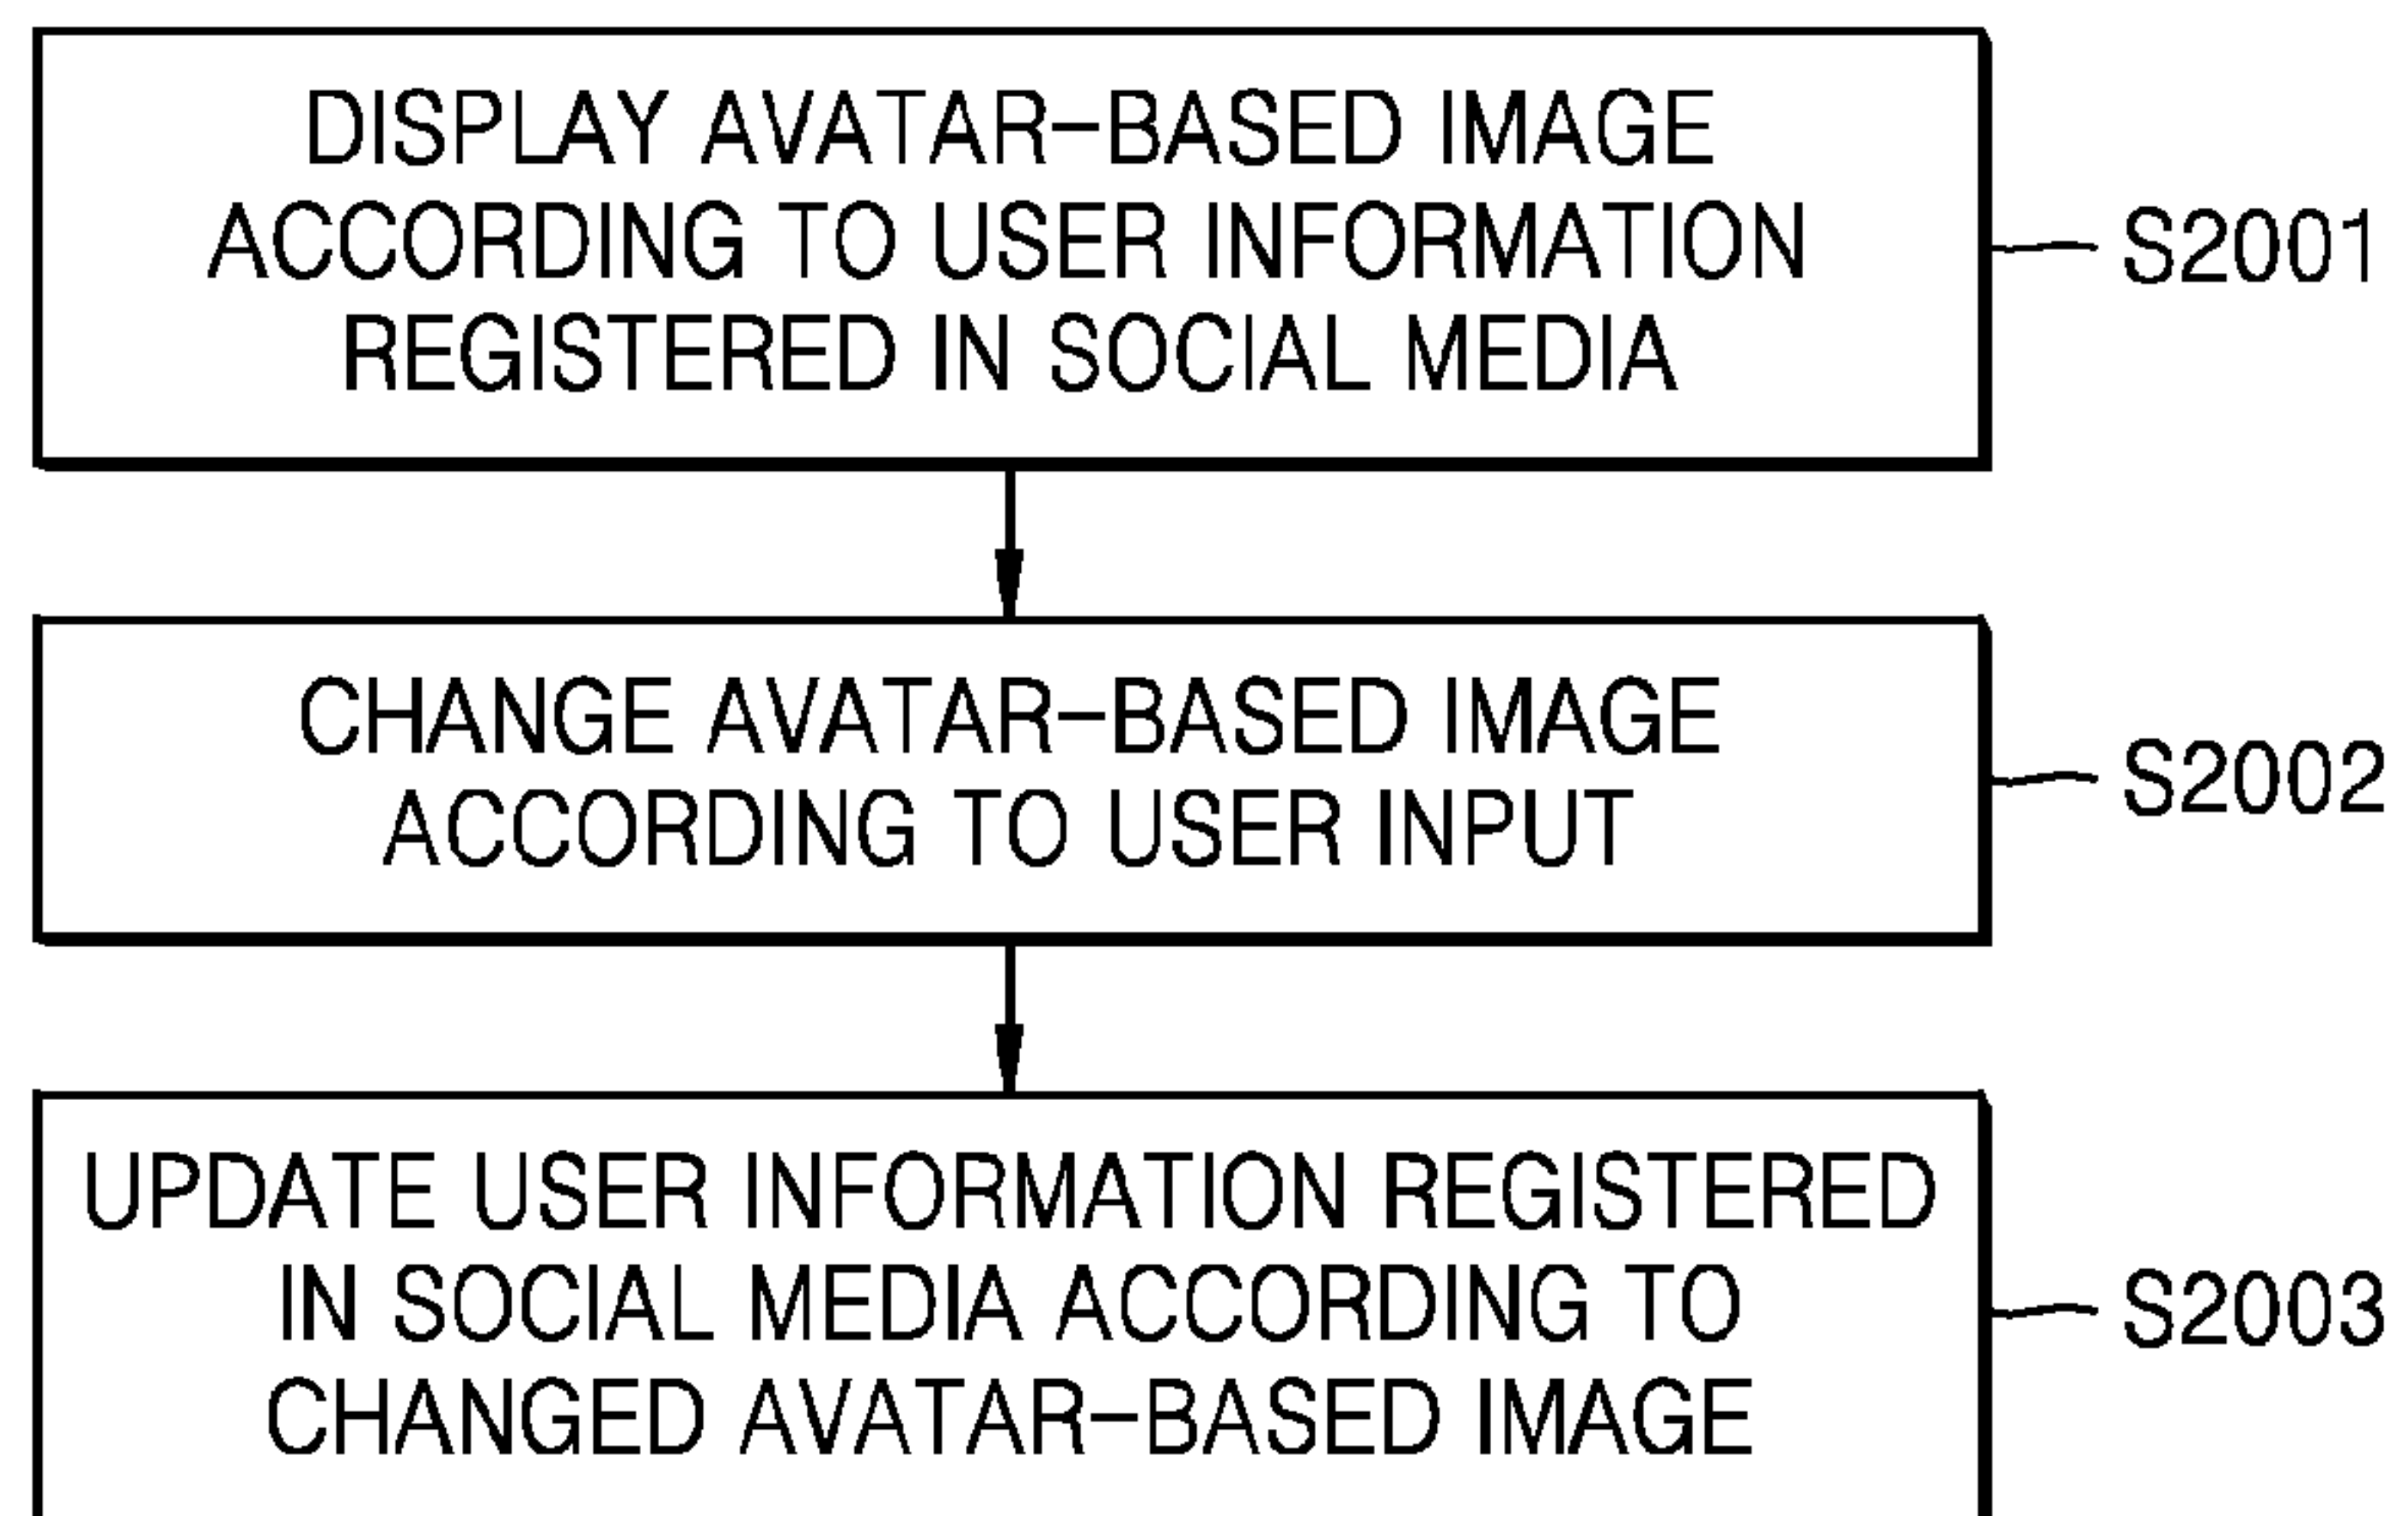 DISPLAY AVATAR-BASED IMAGE
ACCORDING TO USER INFORMATION
REGISTERED IN SOCIAL MEDIA
S2001
CHANGE AVATAR-BASED IMAGE
ACCORDING TO USER INPUT
S2002
UPDATE USER INFORMATION REGISTERED
IN SOCIAL MEDIA ACCORDING TO
CHANGED AVATAR-BASED IMAGE
S2003